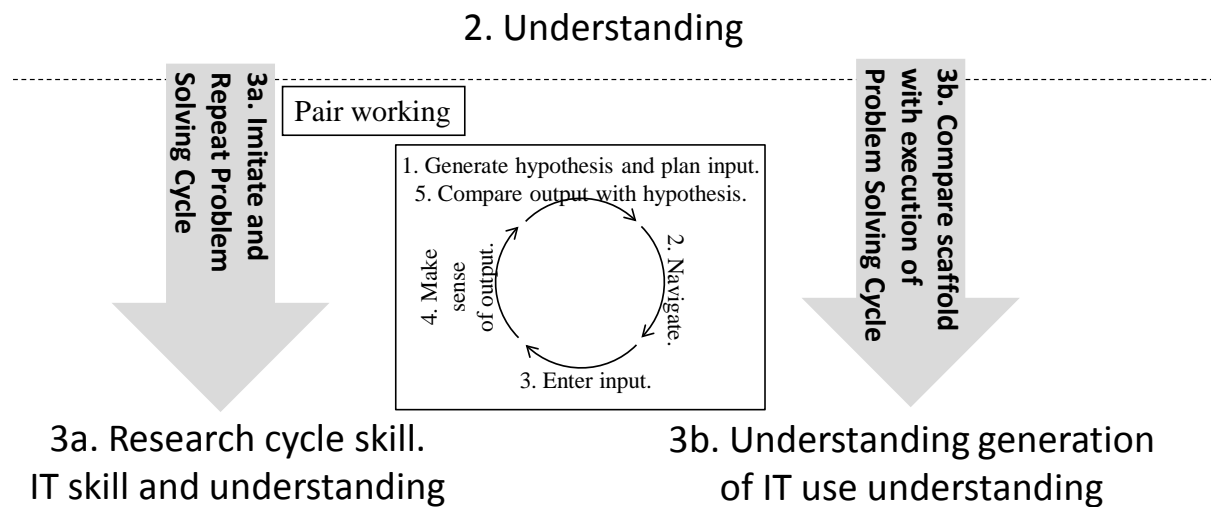 2. Understanding
3a. Imitate and
Repeat Problem
Solving Cycle
Pair working
1. Generate hypothesis and plan input.
5. Compare output with hypothesis.
2. Navigate.
3. Enter input.
4. Make
sense
of output.
3b. Compare scaffold
with execution of
Problem Solving Cycle
3a. Research cycle skill.
IT skill and understanding
3b. Understanding generation
of IT use understanding